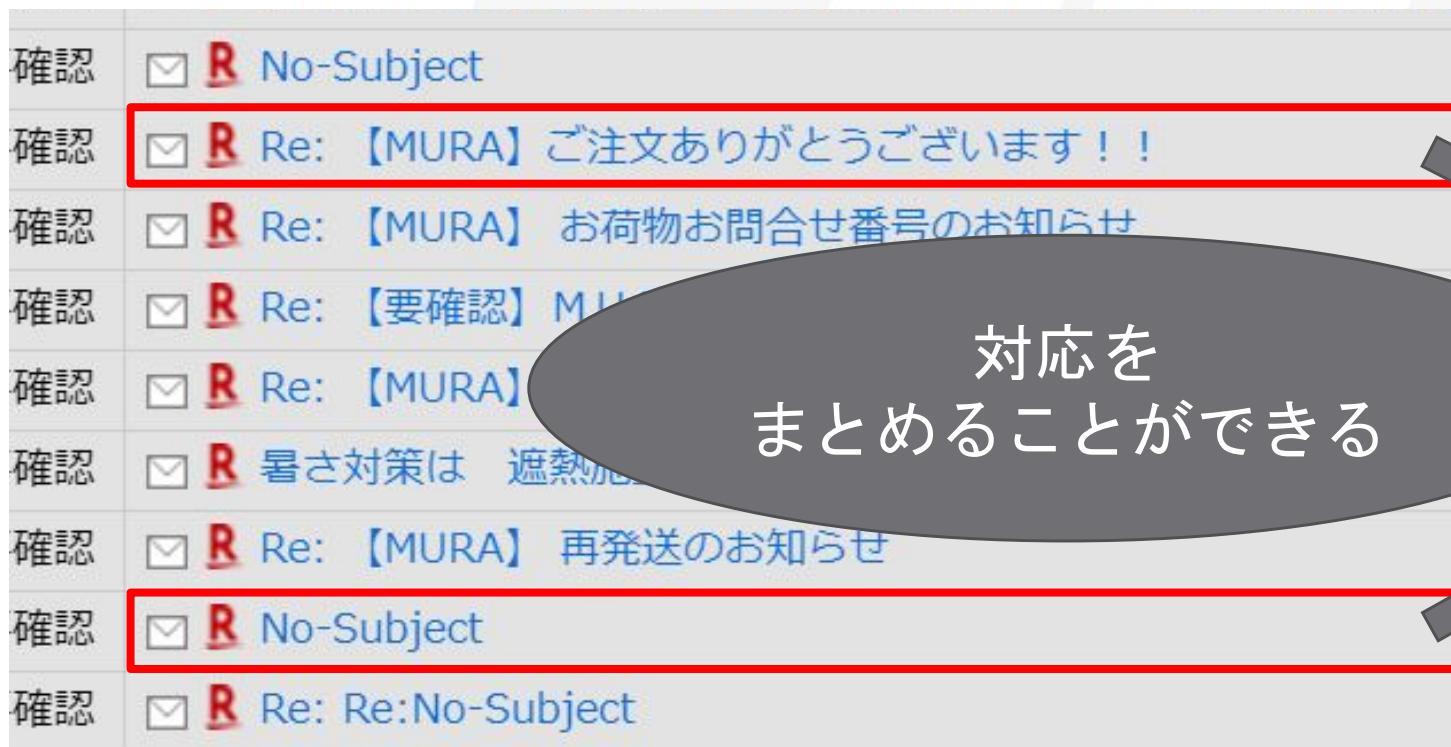 確認 R No-Subject
確認 R Re: 【MURA】ご注文ありがとうございます！！
確認 R Re: 【MURA】 お荷物お問合せ番号のお知らせ
確認 R Re: 【要確認】
確認 R Re: 【MURA】
確認 R 暑さ対策は 遮熱
確認 R Re: 【MURA】 再発送のお知らせ
確認 R No-Subject
確認 R Re: Re:No-Subject
対応を
まとめることができる